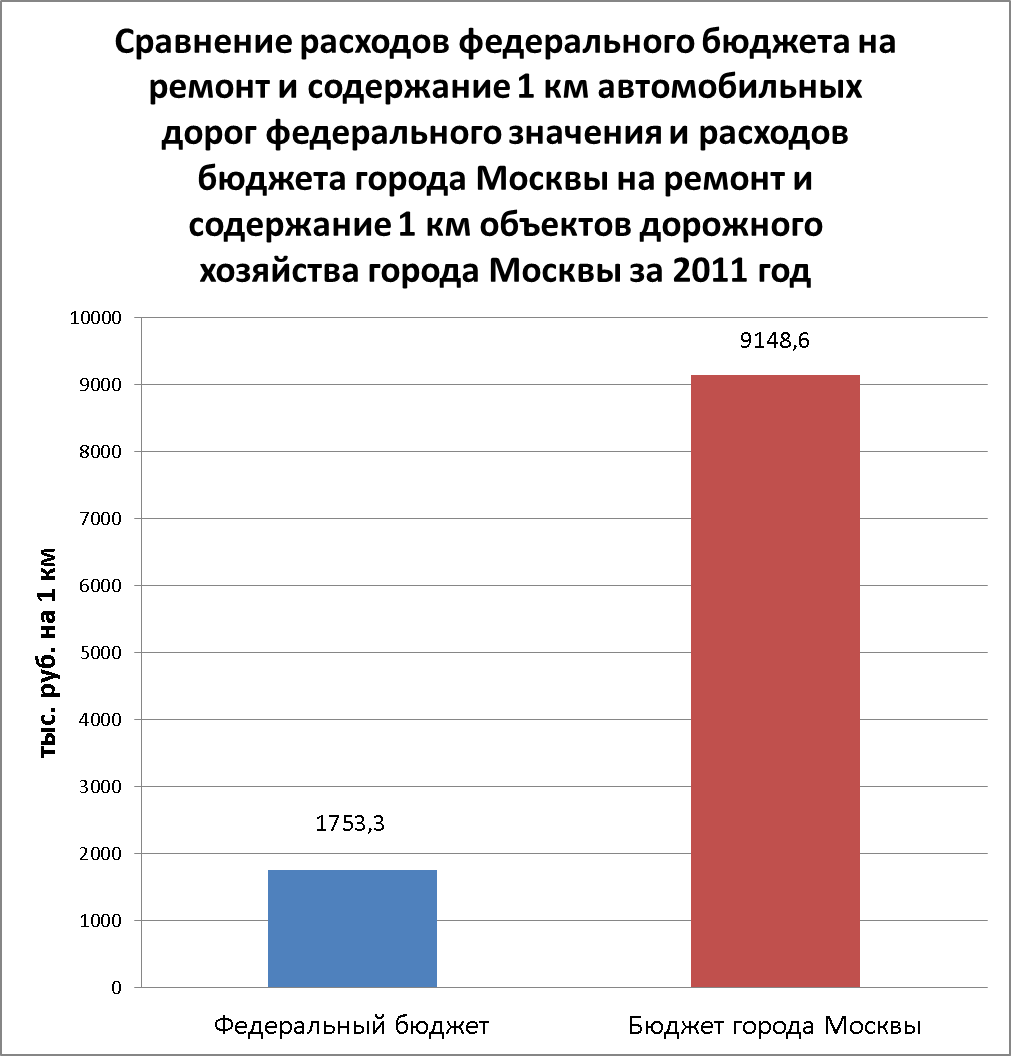 Сравнение расходов федерального бюджета на
ремонт и содержание 1 км автомобильных
дорог федерального значения и расходов
бюджета города Москвы на ремонт и
содержание 1 км объектов дорожного
хозяйства города Москвы за 2011 год
тыс. руб. на 1 км
10000
9000
8000
7000
6000
5000
4000
3000
2000
1000
0
1753,3
9148,6
Федеральный бюджет
Бюджет города Москвы